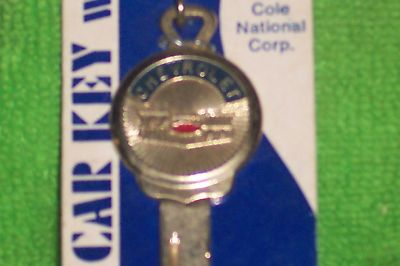 CAR KEY w
Cole
National
Corp.
CHEVROLET